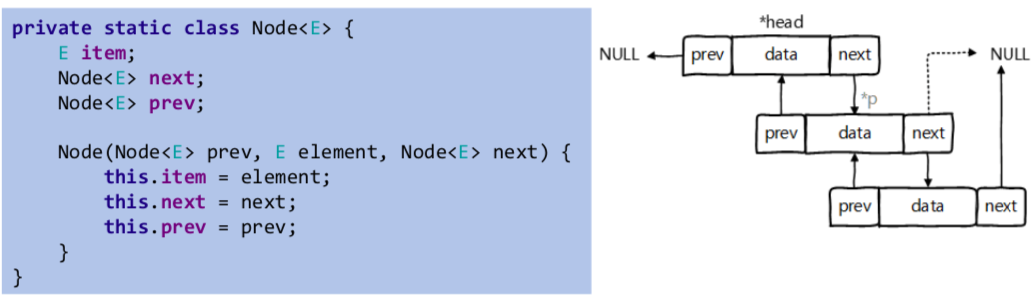 private static class Node<E> {
    E item;
    Node<E> next;
    Node<E> prev;
    Node(Node<E> prev, E element, Node<E> next) {
        this.item = element;
        this.next = next;
        this.prev = prev;
    }
}
*head
NULL prev data next NULL
*p
prev data next
prev data next